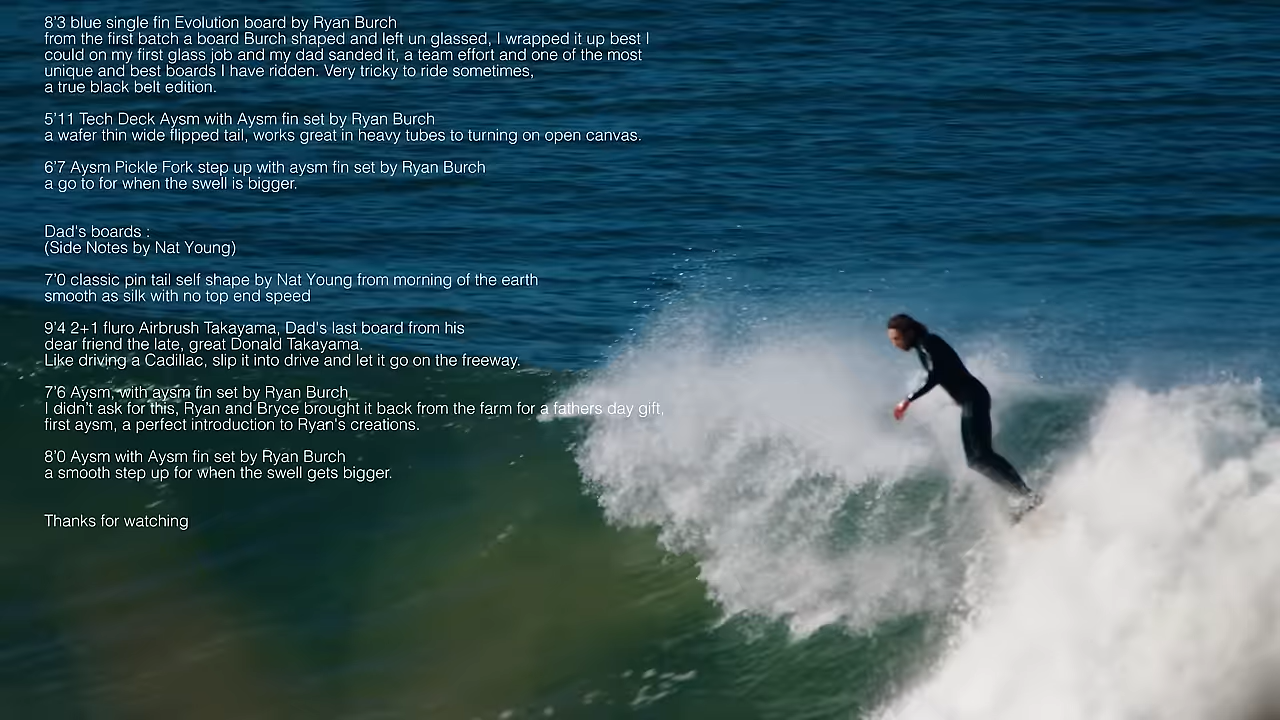 8'3 blue single fin Evolution board by Ryan Burch
from the first batch a board Burch shaped and left un glassed, I wrapped it up best I
could on my first glass job and my dad sanded it, a team effort and one of the most
unique and best boards I have ridden. Very tricky to ride sometimes,
a true black belt edition.
5'11 Tech Deck Aysm with Aysm fin set by Ryan Burch
a wafer thin wide flipped tail, works great in heavy tubes to turning on open canvas.
6'7 Aysm Pickle Fork step up with aysm fin set by Ryan Burch
a go to for when the swell is bigger.
Dad's boards :
(Side Notes by Nat Young)
7'0 classic pin tail self shape by Nat Young from morning of the earth
smooth as silk with no top end speed
9'4 2+1 fluro Airbrush Takayama, Dad's last board from his
dear friend the late, great Donald Takayama.
Like driving a Cadillac, slip it into drive and let it go on the freeway.
7'6 Aysm, with aysm fin set by Ryan Burch
I didn't ask for this, Ryan and Bryce brought it back from the farm for a fathers day gift,
first aysm, a perfect introduction to Ryan's creations.
8'0 Aysm with Aysm fin set by Ryan Burch
a smooth step up for when the swell gets bigger.
Thanks for watching